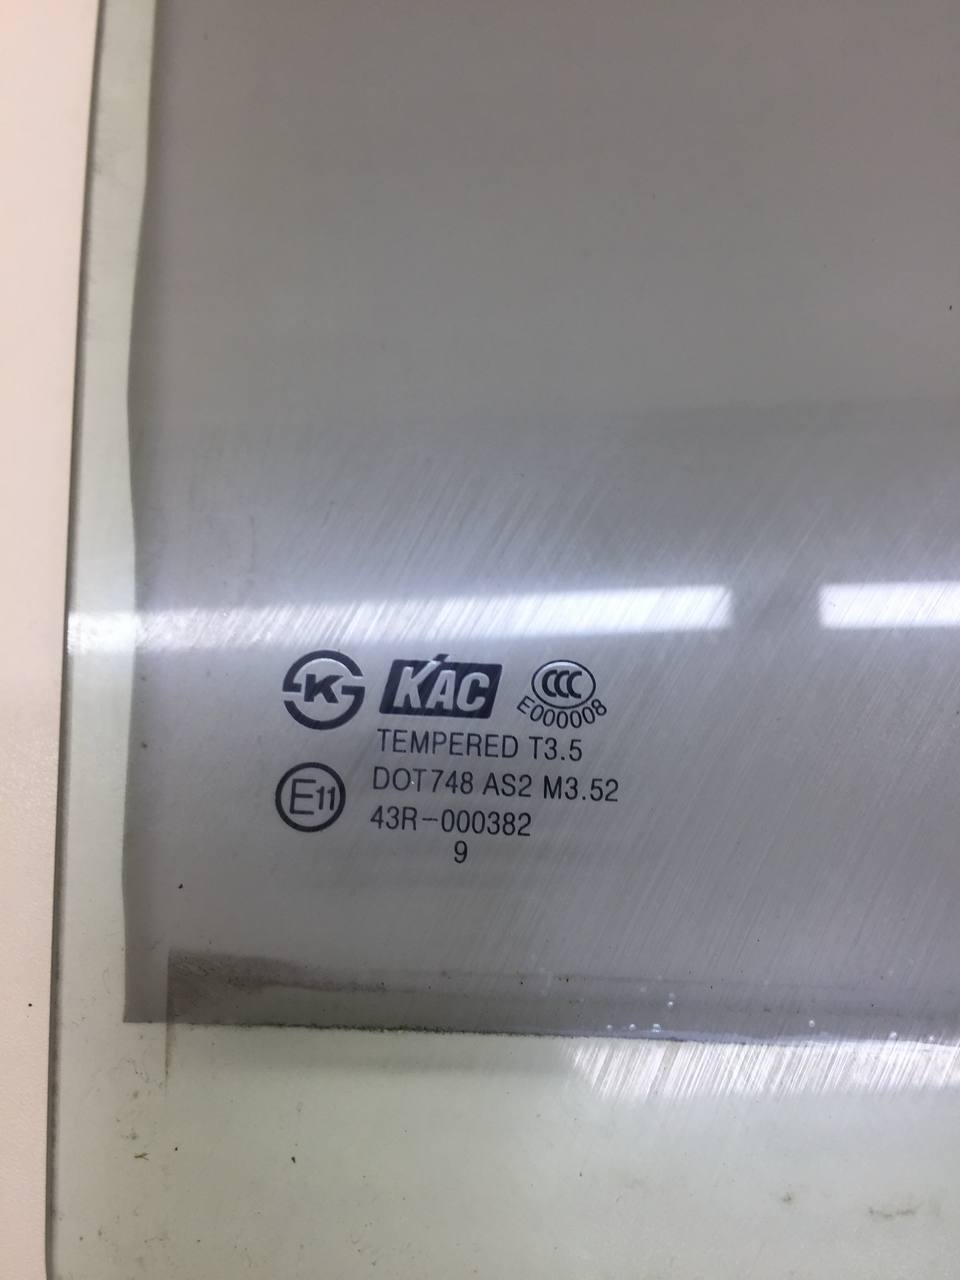 K KAC CCC
E000008
TEMPERED T3.5
E11 DOT748 AS2 M3.52
43R-000382
9